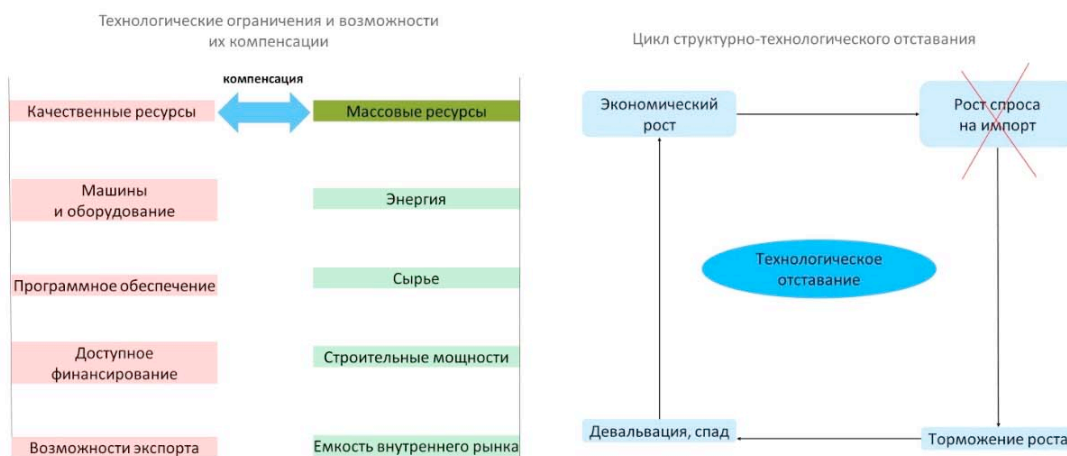 Технологические ограничения и возможности
их компенсации
компенсация
Качественные ресурсы
Массовые ресурсы
Машины
и оборудование
Энергия
Программное обеспечение
Сырье
Доступное
финансирование
Строительные мощности
Возможности экспорта
Емкость внутреннего рынка
Цикл структурно-технологического отставания
Экономический
рост
Рост спроса
на импорт
Технологическое
отставание
Девальвация, спад
Торможение роста